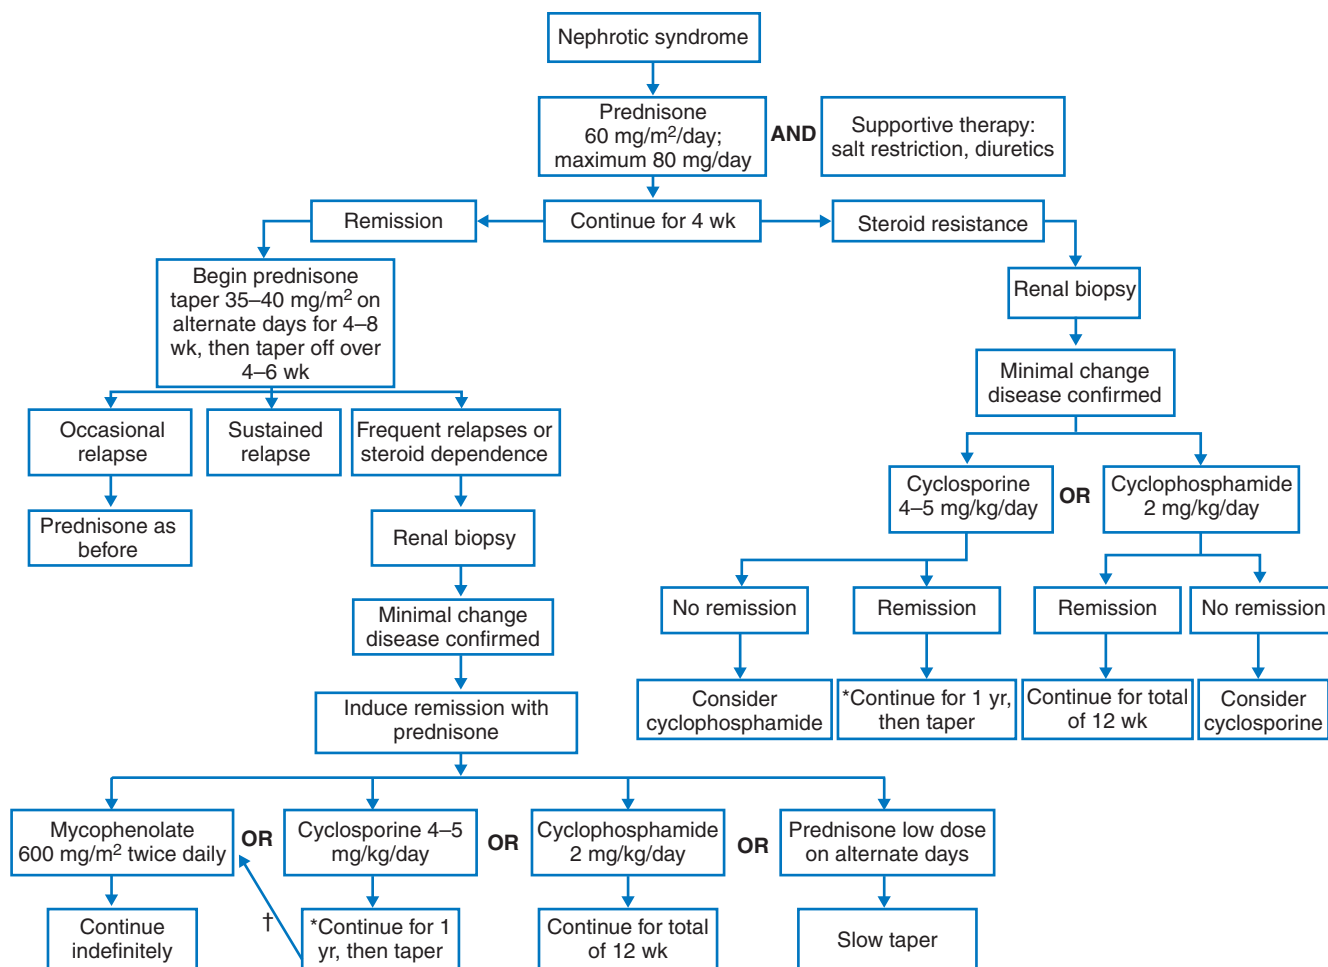 Nephrotic syndrome
Prednisone
60 mg/m²/day;
maximum 80 mg/day
AND
Supportive therapy:
salt restriction, diuretics
Remission
Continue for 4 wk
Steroid resistance
Begin prednisone
taper 35–40 mg/m² on
alternate days for 4–8
wk, then taper off over
4–6 wk
Renal biopsy
Minimal change
disease confirmed
Occasional
relapse
Sustained
relapse
Frequent relapses or
steroid dependence
Cyclosporine
4–5 mg/kg/day
OR
Cyclophosphamide
2 mg/kg/day
Prednisone as
before
Renal biopsy
No remission
Remission
Remission
No remission
Minimal change
disease confirmed
Consider
cyclophosphamide
*Continue for 1 yr,
then taper
Continue for total
of 12 wk
Consider
cyclosporine
Induce remission with
prednisone
Mycophenolate
600 mg/m² twice daily
OR
Cyclosporine 4–5
mg/kg/day
OR
Cyclophosphamide
2 mg/kg/day
OR
Prednisone low dose
on alternate days
Continue
indefinitely
†
*Continue for 1
yr, then taper
Continue for total
of 12 wk
Slow taper